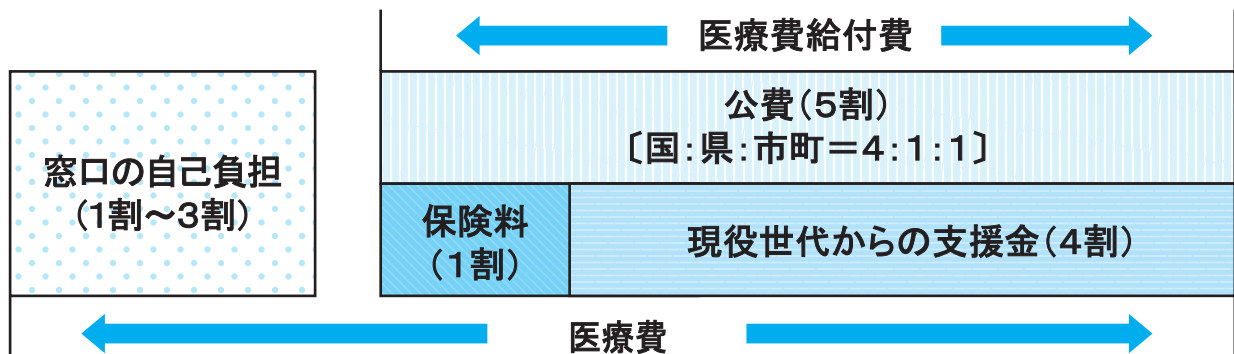 医療費給付費
公費(5割)
〔国:県:市町＝4:1:1〕
窓口の自己負担
(1割～3割)
保険料
(1割)
現役世代からの支援金(4割)
医療費